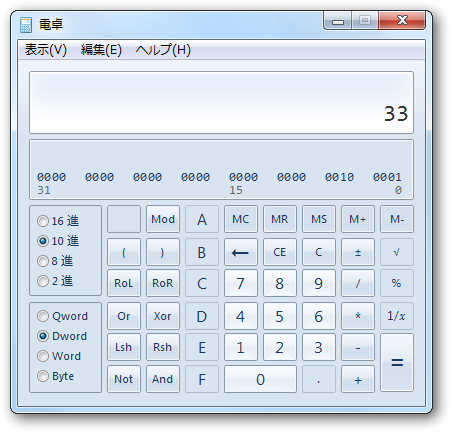 電卓
表示(V) 編集(E) ヘルプ(H)
33
0000 0000 0000 0000 0000 0000 0010 0001
31 15 0
16 進
10 進
8 進
2 進
Qword
Dword
Word
Byte
Mod A MC MR MS M+ M-
( ) B ← CE C ± √
RoL RoR C 7 8 9 / %
Or Xor D 4 5 6 * 1/x
Lsh Rsh E 1 2 3 - =
Not And F 0 . +